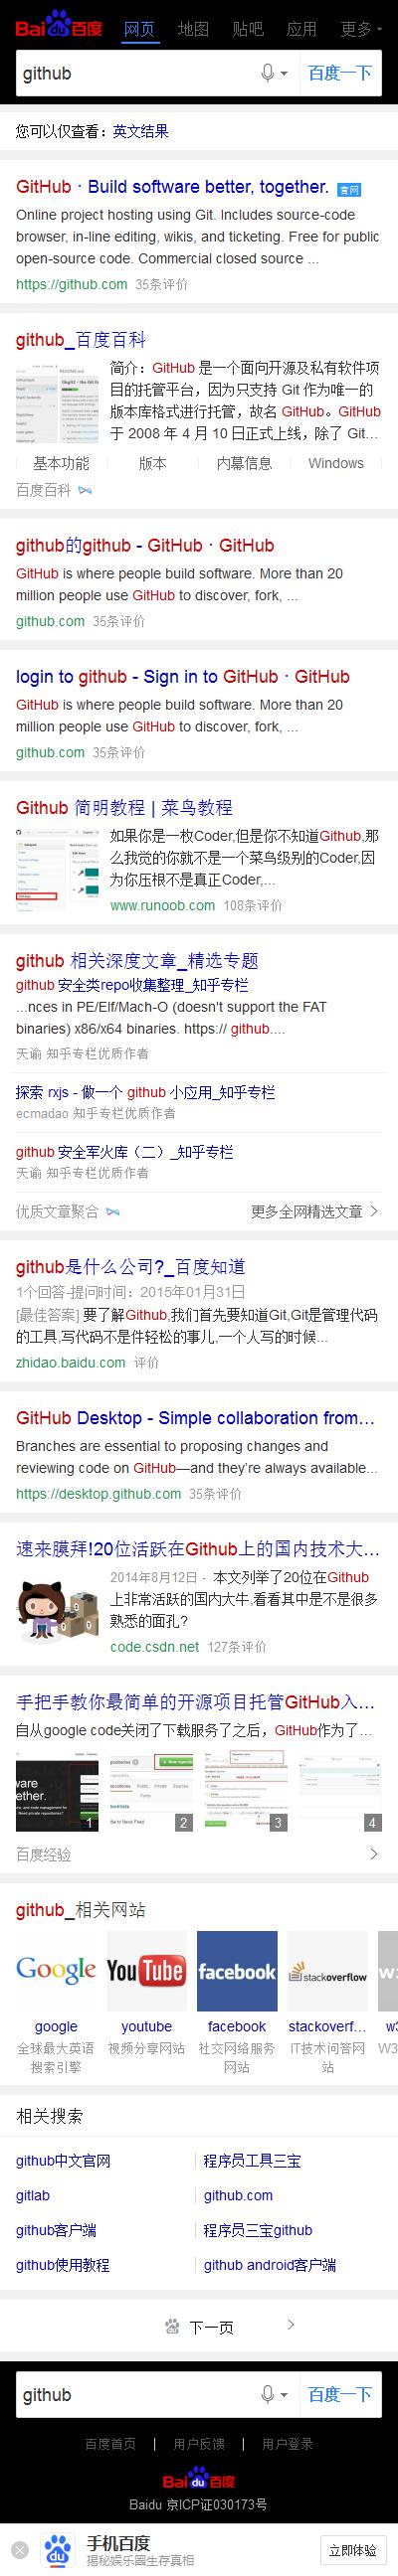 Bai du 百度 网页 地图 贴吧 应用 更多
github 百度一下
您可以仅查看：英文结果
GitHub · Build software better, together. 官网
Online project hosting using Git. Includes source-code
browser, in-line editing, wikis, and ticketing. Free for public
open-source code. Commercial closed source ...
https://github.com 35条评价
github_百度百科
简介：GitHub 是一个面向开源及私有软件项
目的托管平台，因为只支持 Git 作为唯一的
版本库格式进行托管，故名 GitHub。GitHub
于 2008 年 4 月 10 日正式上线，除了 Git...
基本功能 版本 内幕信息 Windows
百度百科
github的github - GitHub · GitHub
GitHub is where people build software. More than 20
million people use GitHub to discover, fork, ...
github.com 35条评价
login to github - Sign in to GitHub · GitHub
GitHub is where people build software. More than 20
million people use GitHub to discover, fork, ...
github.com 35条评价
Github 简明教程 | 菜鸟教程
如果你是一枚Coder,但是你不知道Github,那
么我觉的你就不是一个菜鸟级别的Coder,因
为你压根不是真正Coder,...
www.runoob.com 108条评价
github 相关深度文章_精选专题
github 安全类repo收集整理_知乎专栏
...nces in PE/Elf/Mach-O (doesn't support the FAT
binaries) x86/x64 binaries. https:// github....
天谕 知乎专栏优质作者
探索 rxjs - 做一个 github 小应用_知乎专栏
ecmadao 知乎专栏优质作者
github 安全军火库（二）_知乎专栏
天谕 知乎专栏优质作者
优质文章聚合 更多全网精选文章
github是什么公司?_百度知道
1个回答-提问时间：2015年01月31日
[最佳答案] 要了解Github,我们首先要知道Git,Git是管理代码
的工具,写代码不是件轻松的事儿,一个人写的时候...
zhidao.baidu.com 评价
GitHub Desktop - Simple collaboration from...
Branches are essential to proposing changes and
reviewing code on GitHub—and they're always available...
https://desktop.github.com 35条评价
速来膜拜!20位活跃在Github上的国内技术大...
2014年8月12日 - 本文列举了20位在Github
上非常活跃的国内大牛,看看其中是不是很多
熟悉的面孔?
code.csdn.net 127条评价
手把手教你最简单的开源项目托管GitHub入...
自从google code关闭了下载服务了之后，GitHub作为了...
1 2 3 4
百度经验
github_相关网站
Google You Tube facebook stackoverflow w3
google youtube facebook stackoverf... w3
全球最大英语 视频分享网站 社交网络服务 IT技术问答网 W3
搜索引擎 网站 站
相关搜索
github中文官网 程序员工具三宝
gitlab github.com
github客户端 程序员三宝github
github使用教程 github android客户端
下一页
github 百度一下
百度首页 | 用户反馈 | 用户登录
Bai du 百度
Baidu 京ICP证030173号
du 手机百度 立即体验
揭秘娱乐圈生存真相